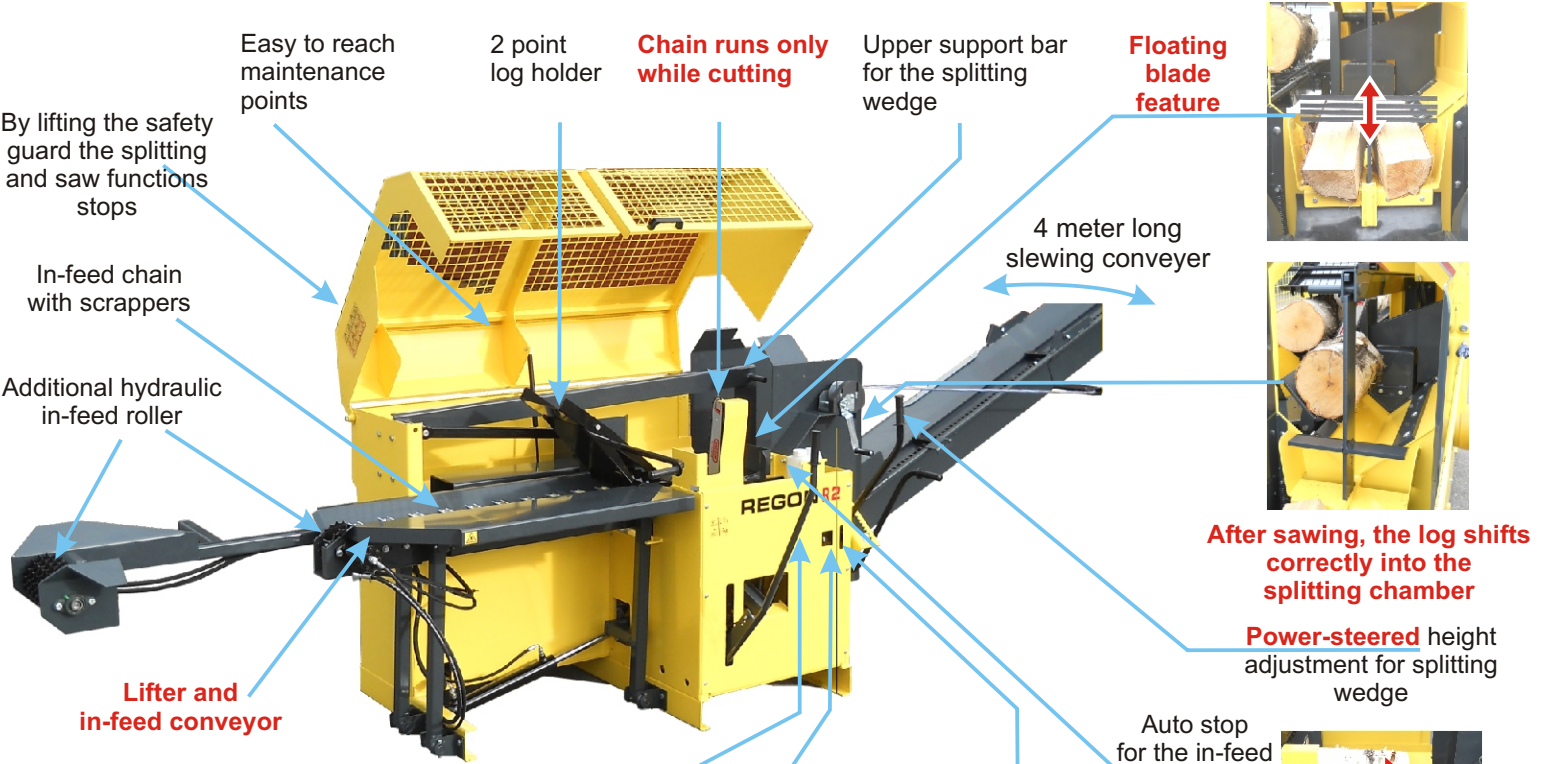 Easy to reach
maintenance
points
2 point
log holder
Chain runs only
while cutting
Upper support bar
for the splitting
wedge
Floating
blade
feature
By lifting the safety
guard the splitting
and saw functions
stops
4 meter long
slewing conveyer
In-feed chain
with scrappers
Additional hydraulic
in-feed roller
REGON R2
After sawing, the log shifts
correctly into the
splitting chamber
Power-steered height
adjustment for splitting
wedge
Lifter and
in-feed conveyor
Auto stop
for the in-feed